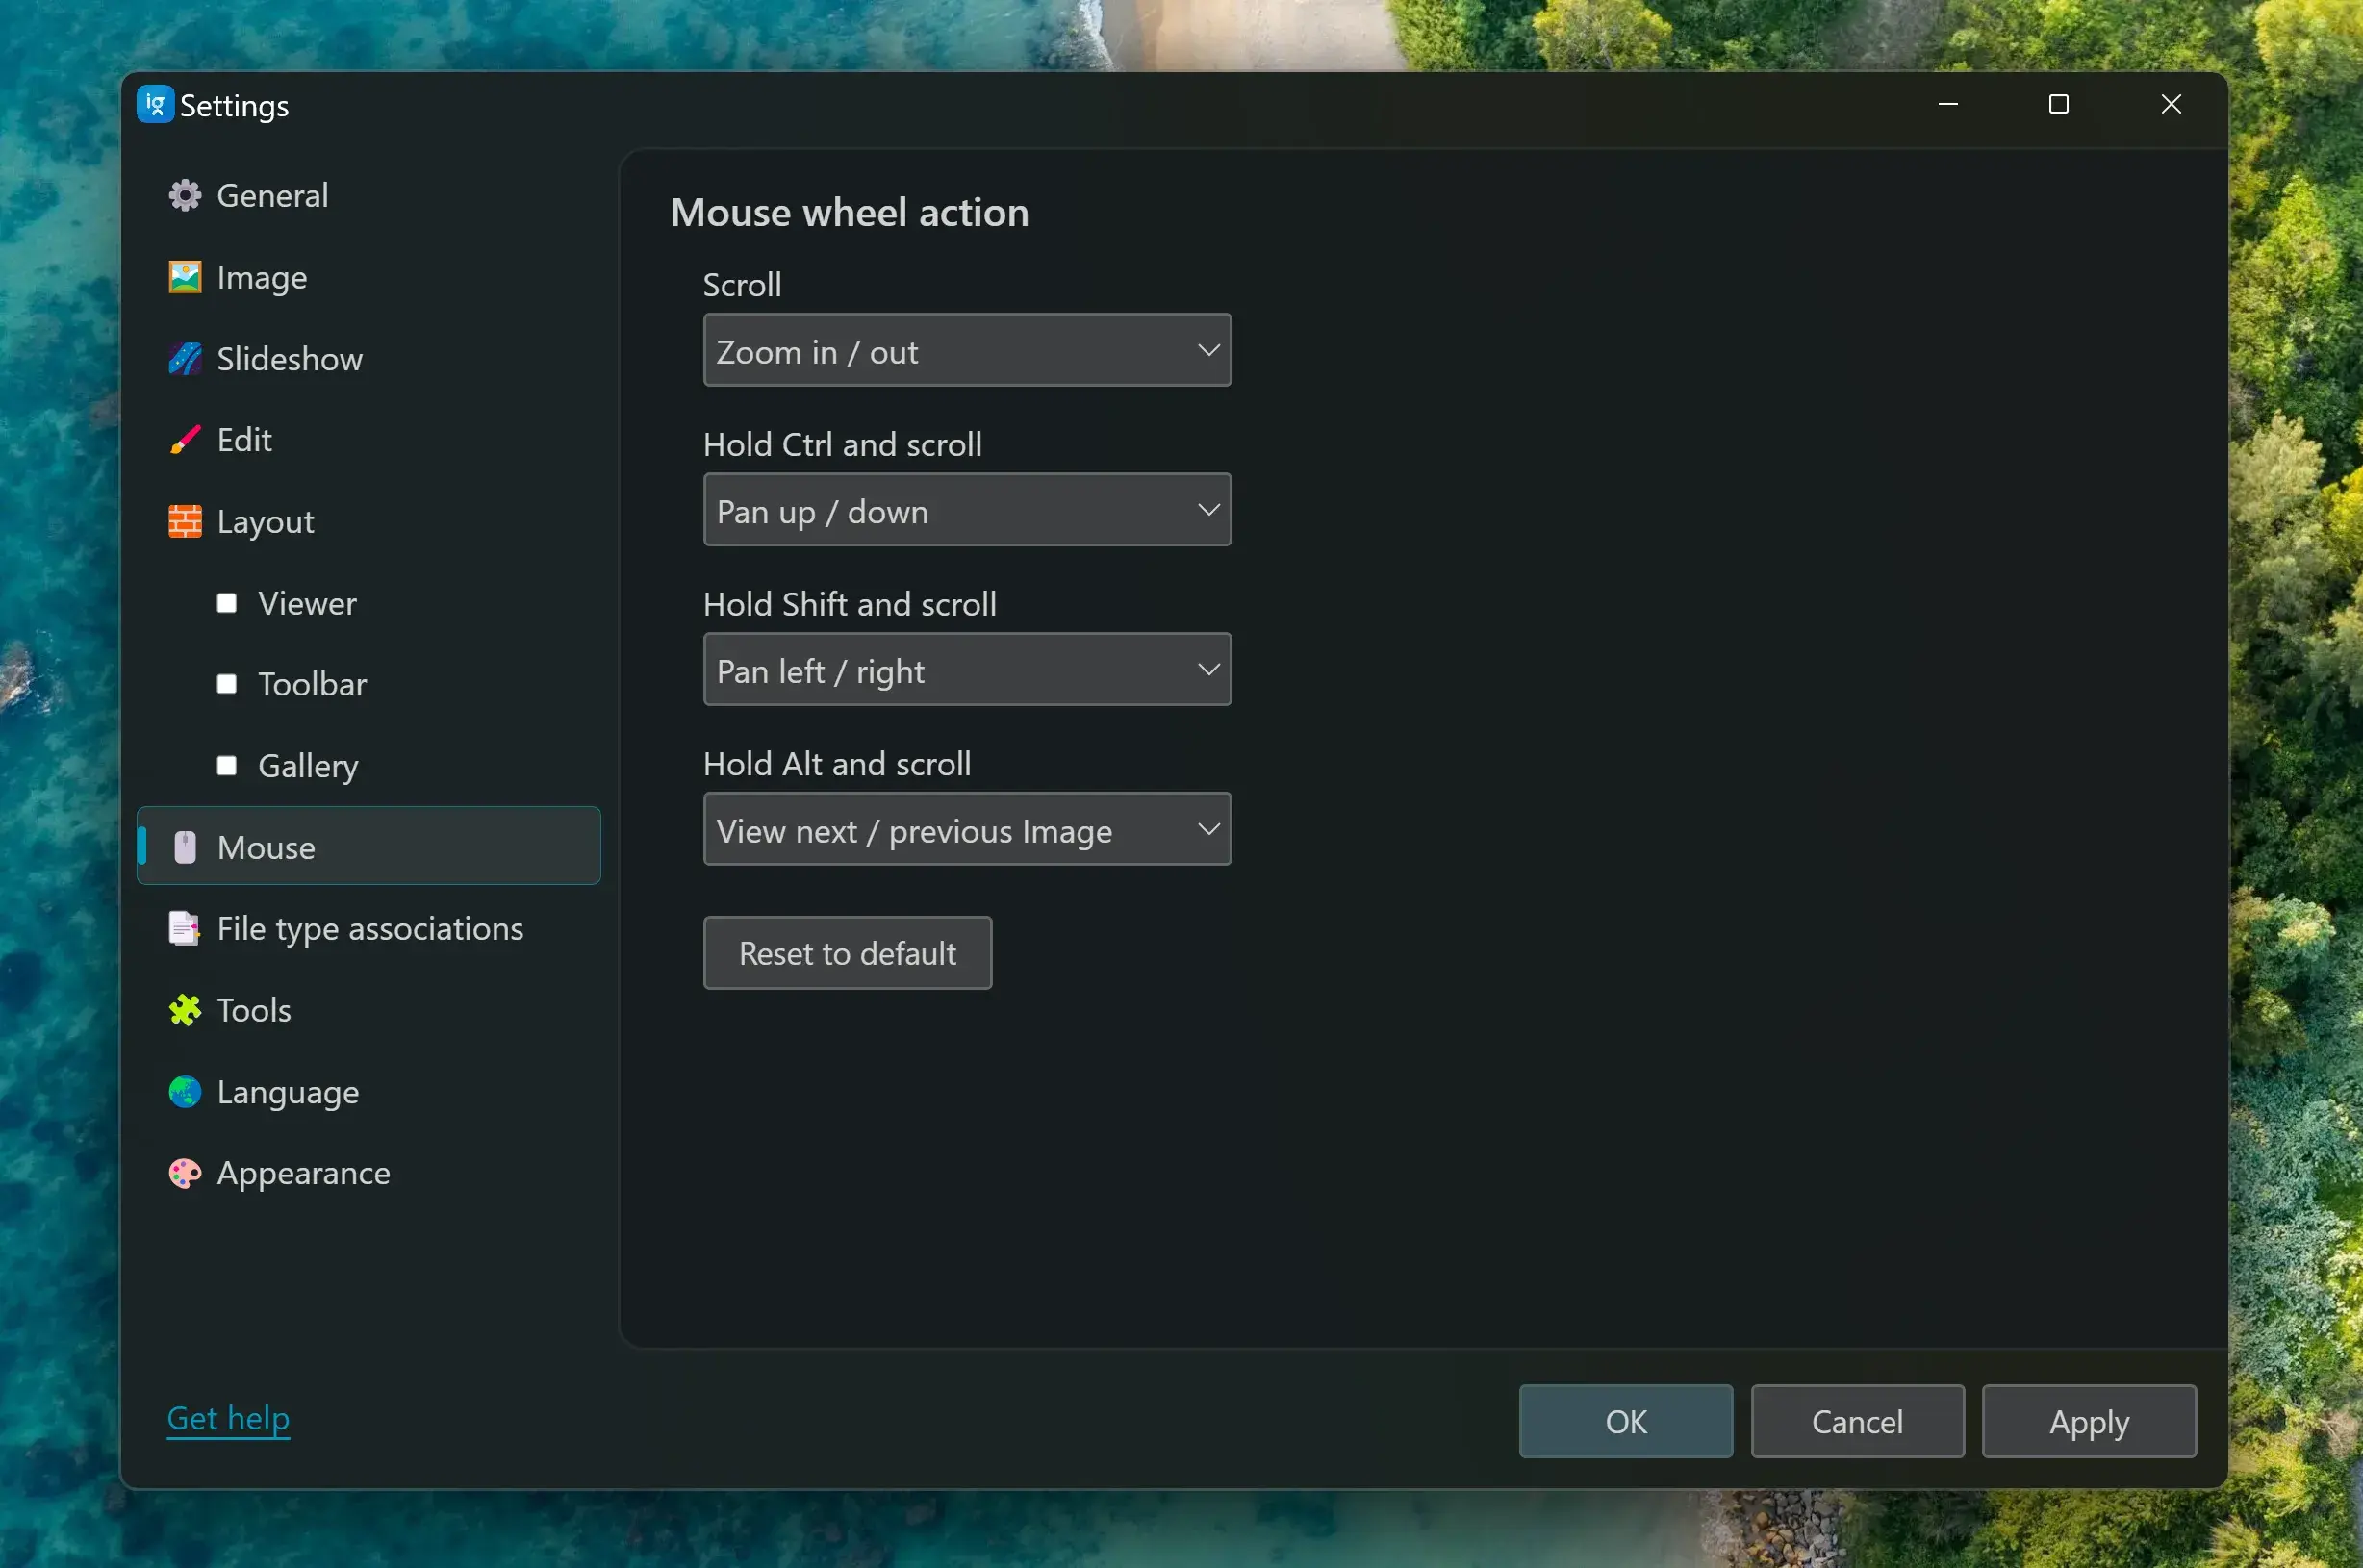 ig Settings
General
Image
Slideshow
Edit
Layout
Viewer
Toolbar
Gallery
Mouse
File type associations
Tools
Language
Appearance
Get help
Mouse wheel action
Scroll
Zoom in / out
Hold Ctrl and scroll
Pan up / down
Hold Shift and scroll
Pan left / right
Hold Alt and scroll
View next / previous Image
Reset to default
OK
Cancel
Apply